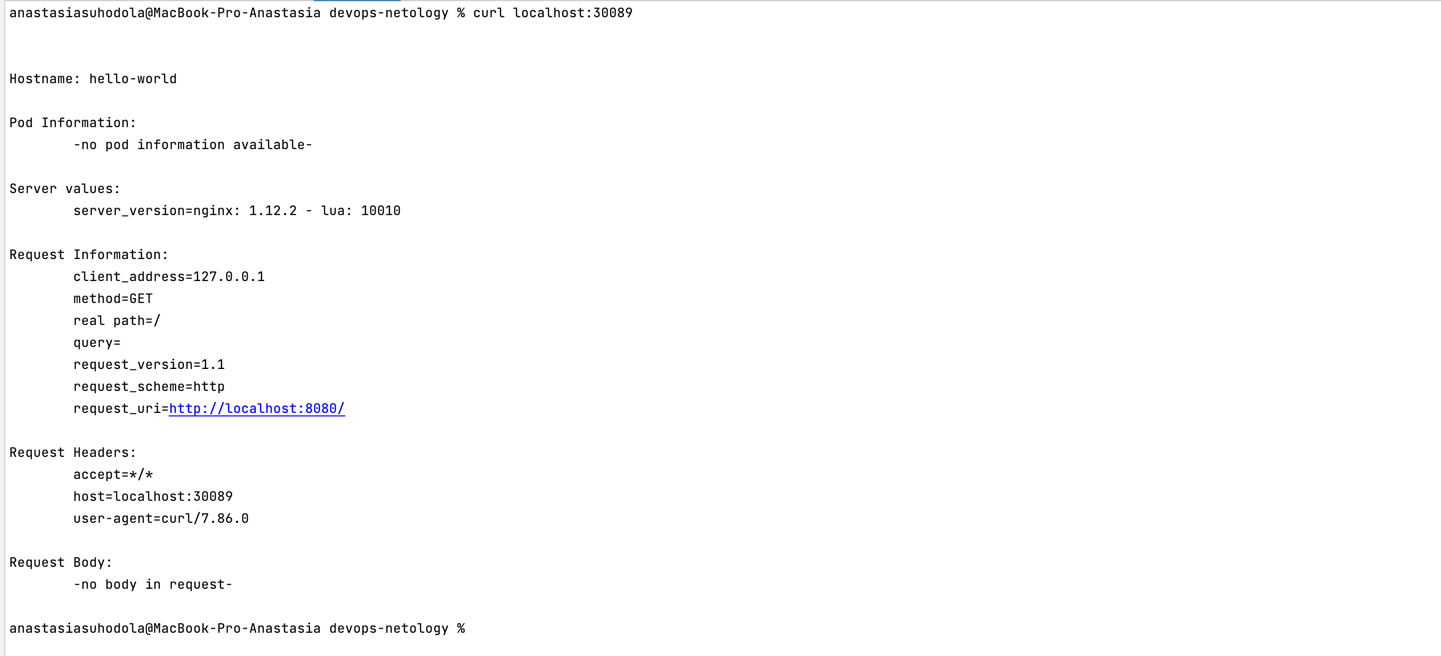 anastasiasuhodola@MacBook-Pro-Anastasia devops-netology % curl localhost:30089
Hostname: hello-world
Pod Information:
-no pod information available-
Server values:
server_version=nginx: 1.12.2 - lua: 10010
Request Information:
client_address=127.0.0.1
method=GET
real path=/
query=
request_version=1.1
request_scheme=http
request_uri=http://localhost:8080/
Request Headers:
accept=*/*
host=localhost:30089
user-agent=curl/7.86.0
Request Body:
-no body in request-
anastasiasuhodola@MacBook-Pro-Anastasia devops-netology %